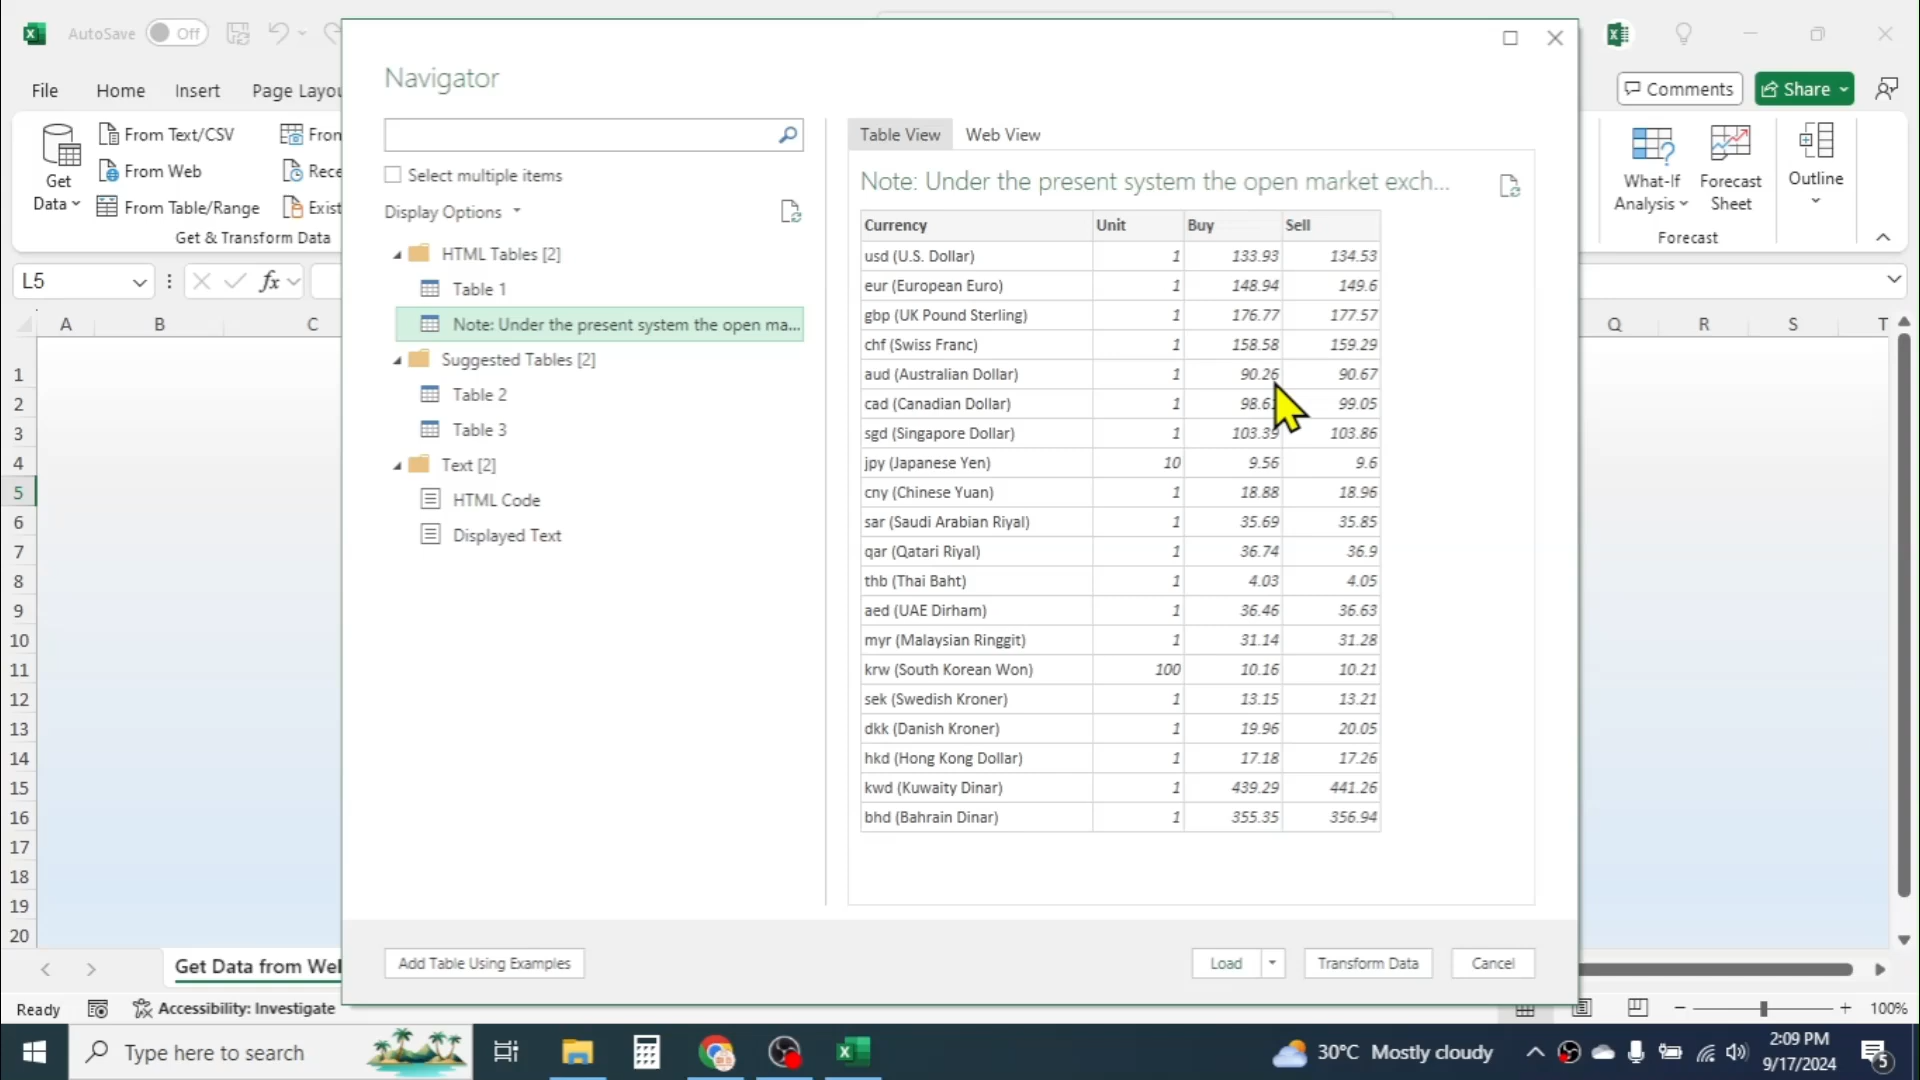 AutoSave Off
Navigator
File Home Insert Page Layou
Comments Share
Get Data
From Text/CSV
From Web
From Table/Range
From
Rece
Exist
Get & Transform Data
What-If Analysis
Forecast Sheet
Outline
Forecast
L5
fx
A B C Q R S T
1
2
3
4
5
6
7
8
9
10
11
12
13
14
15
16
17
18
19
20
Select multiple items
Display Options
HTML Tables [2]
Table 1
Note: Under the present system the open ma...
Suggested Tables [2]
Table 2
Table 3
Text [2]
HTML Code
Displayed Text
Table View Web View
Note: Under the present system the open market exch...
Currency Unit Buy Sell
usd (U.S. Dollar) 1 133.93 134.53
eur (European Euro) 1 148.94 149.6
gbp (UK Pound Sterling) 1 176.77 177.57
chf (Swiss Franc) 1 158.58 159.29
aud (Australian Dollar) 1 90.26 90.67
cad (Canadian Dollar) 1 99.05
sgd (Singapore Dollar) 1 103.39 103.86
jpy (Japanese Yen) 10 9.56 9.6
cny (Chinese Yuan) 1 18.88 18.96
sar (Saudi Arabian Riyal) 1 35.69 35.85
qar (Qatari Riyal) 1 36.74 36.9
thb (Thai Baht) 1 4.03 4.05
aed (UAE Dirham) 1 36.46 36.63
myr (Malaysian Ringgit) 1 31.14 31.28
krw (South Korean Won) 100 10.16 10.21
sek (Swedish Kroner) 1 13.15 13.21
dkk (Danish Kroner) 1 19.96 20.05
hkd (Hong Kong Dollar) 1 17.18 17.26
kwd (Kuwaity Dinar) 1 439.29 441.26
bhd (Bahrain Dinar) 1 355.35 356.94
Add Table Using Examples Load Transform Data Cancel
Get Data from Wel
Ready Accessibility: Investigate 100%
Type here to search
30°C Mostly cloudy
2:09 PM
9/17/2024
5